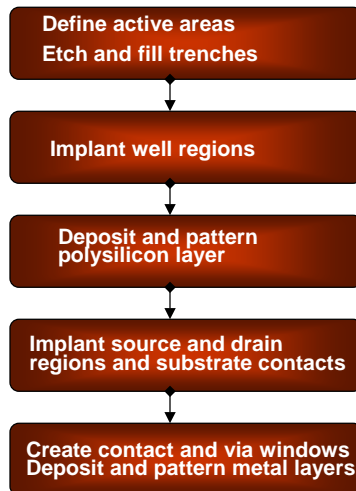 Define active areas
Etch and fill trenches
Implant well regions
Deposit and pattern
polysilicon layer
Implant source and drain
regions and substrate contacts
Create contact and via windows
Deposit and pattern metal layers